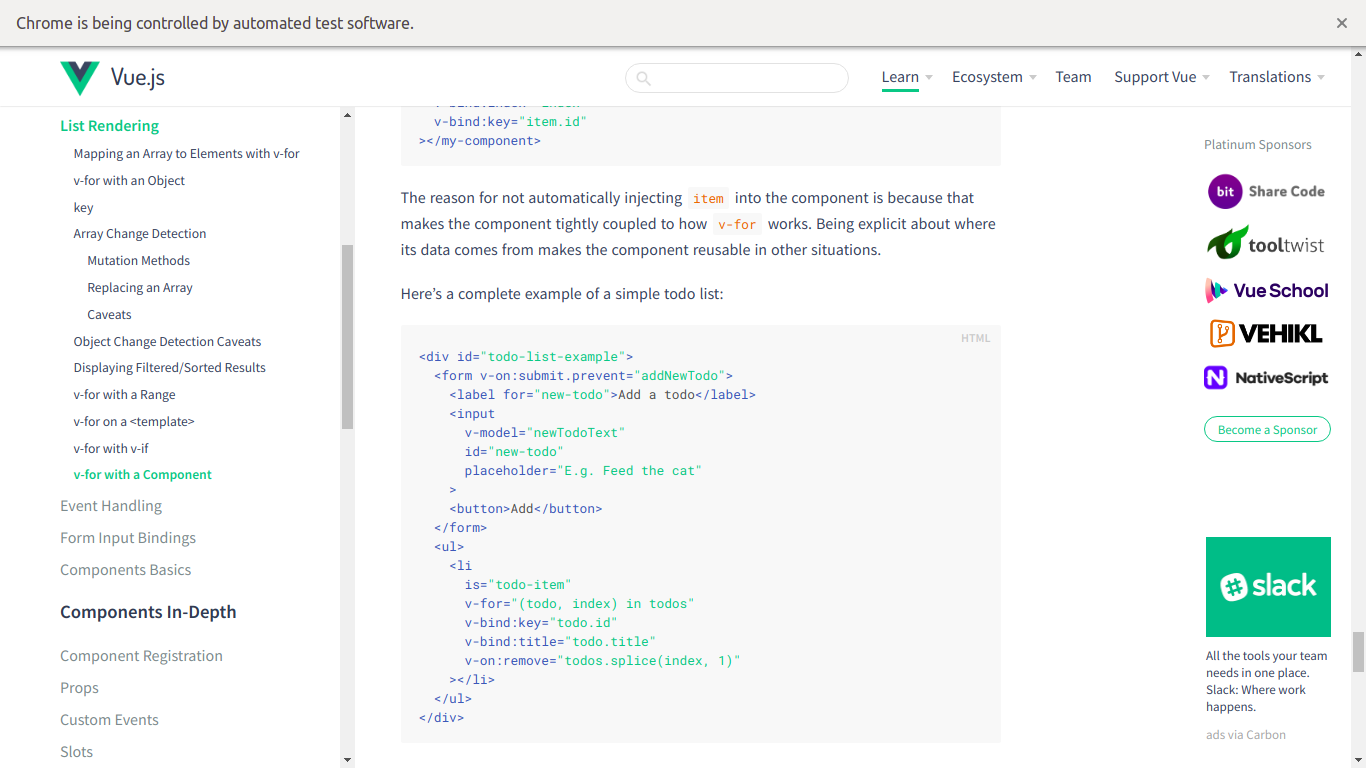 Chrome is being controlled by automated test software.
Vue.js
Learn
Ecosystem
Team
Support Vue
Translations
List Rendering
Mapping an Array to Elements with v-for
v-for with an Object
key
Array Change Detection
Mutation Methods
Replacing an Array
Caveats
Object Change Detection Caveats
Displaying Filtered/Sorted Results
v-for with a Range
v-for on a <template>
v-for with v-if
v-for with a Component
Event Handling
Form Input Bindings
Components Basics
Components In-Depth
Component Registration
Props
Custom Events
Slots
v-bind:key="item.id"
></my-component>
The reason for not automatically injecting item into the component is because that
makes the component tightly coupled to how v-for works. Being explicit about where
its data comes from makes the component reusable in other situations.
Here’s a complete example of a simple todo list:
HTML
<div id="todo-list-example">
  <form v-on:submit.prevent="addNewTodo">
    <label for="new-todo">Add a todo</label>
    <input
      v-model="newTodoText"
      id="new-todo"
      placeholder="E.g. Feed the cat"
    >
    <button>Add</button>
  </form>
  <ul>
    <li
      is="todo-item"
      v-for="(todo, index) in todos"
      v-bind:key="todo.id"
      v-bind:title="todo.title"
      v-on:remove="todos.splice(index, 1)"
    ></li>
  </ul>
</div>
Platinum Sponsors
bit Share Code
tooltwist
Vue School
VEHIKL
NativeScript
Become a Sponsor
slack
All the tools your team
needs in one place.
Slack: Where work
happens.
ads via Carbon